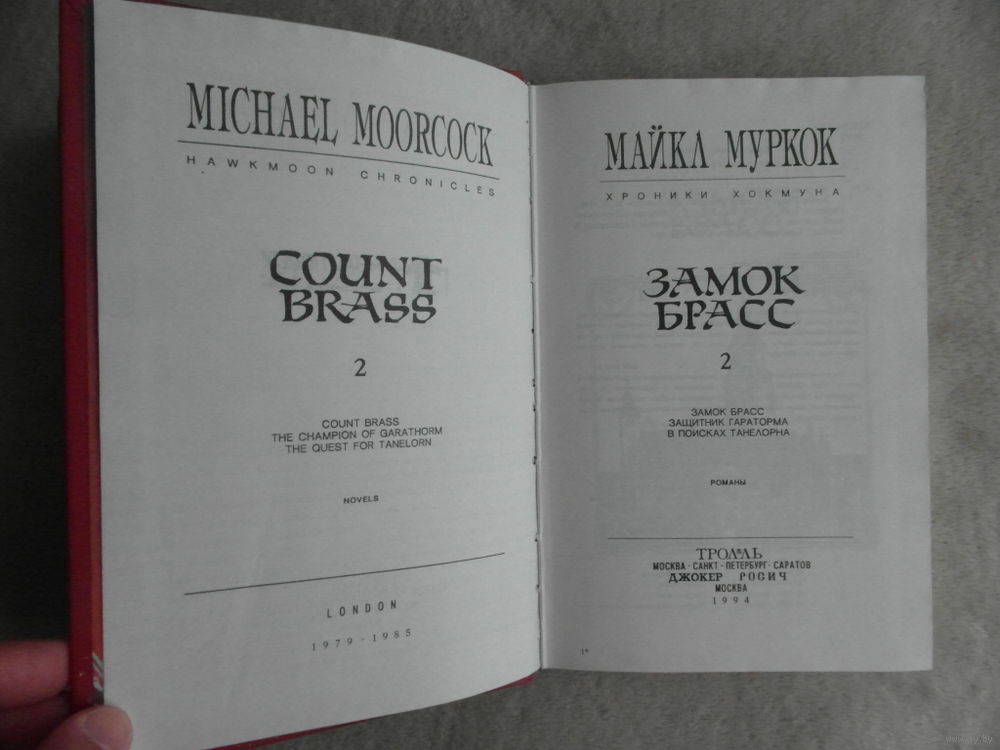 MICHAEL MOORCOCK
HAWKMOON CHRONICLES
COUNT
BRASS
2
COUNT BRASS
THE CHAMPION OF GARATHORM
THE QUEST FOR TANELORN
NOVELS
LONDON
1979 · 1985
МАЙКЛ МУРКОК
ХРОНИКИ ХОКМУНА
ЗАМОК
БРАСС
2
ЗАМОК БРАСС
ЗАЩИТНИК ГАРАТОРМА
В ПОИСКАХ ТАНЕЛОРНА
РОМАНЫ
ТРОЛЛЬ
МОСКВА · САНКТ - ПЕТЕРБУРГ · САРАТОВ
ДЖОКЕР РОСИЧ
МОСКВА
1994
1*